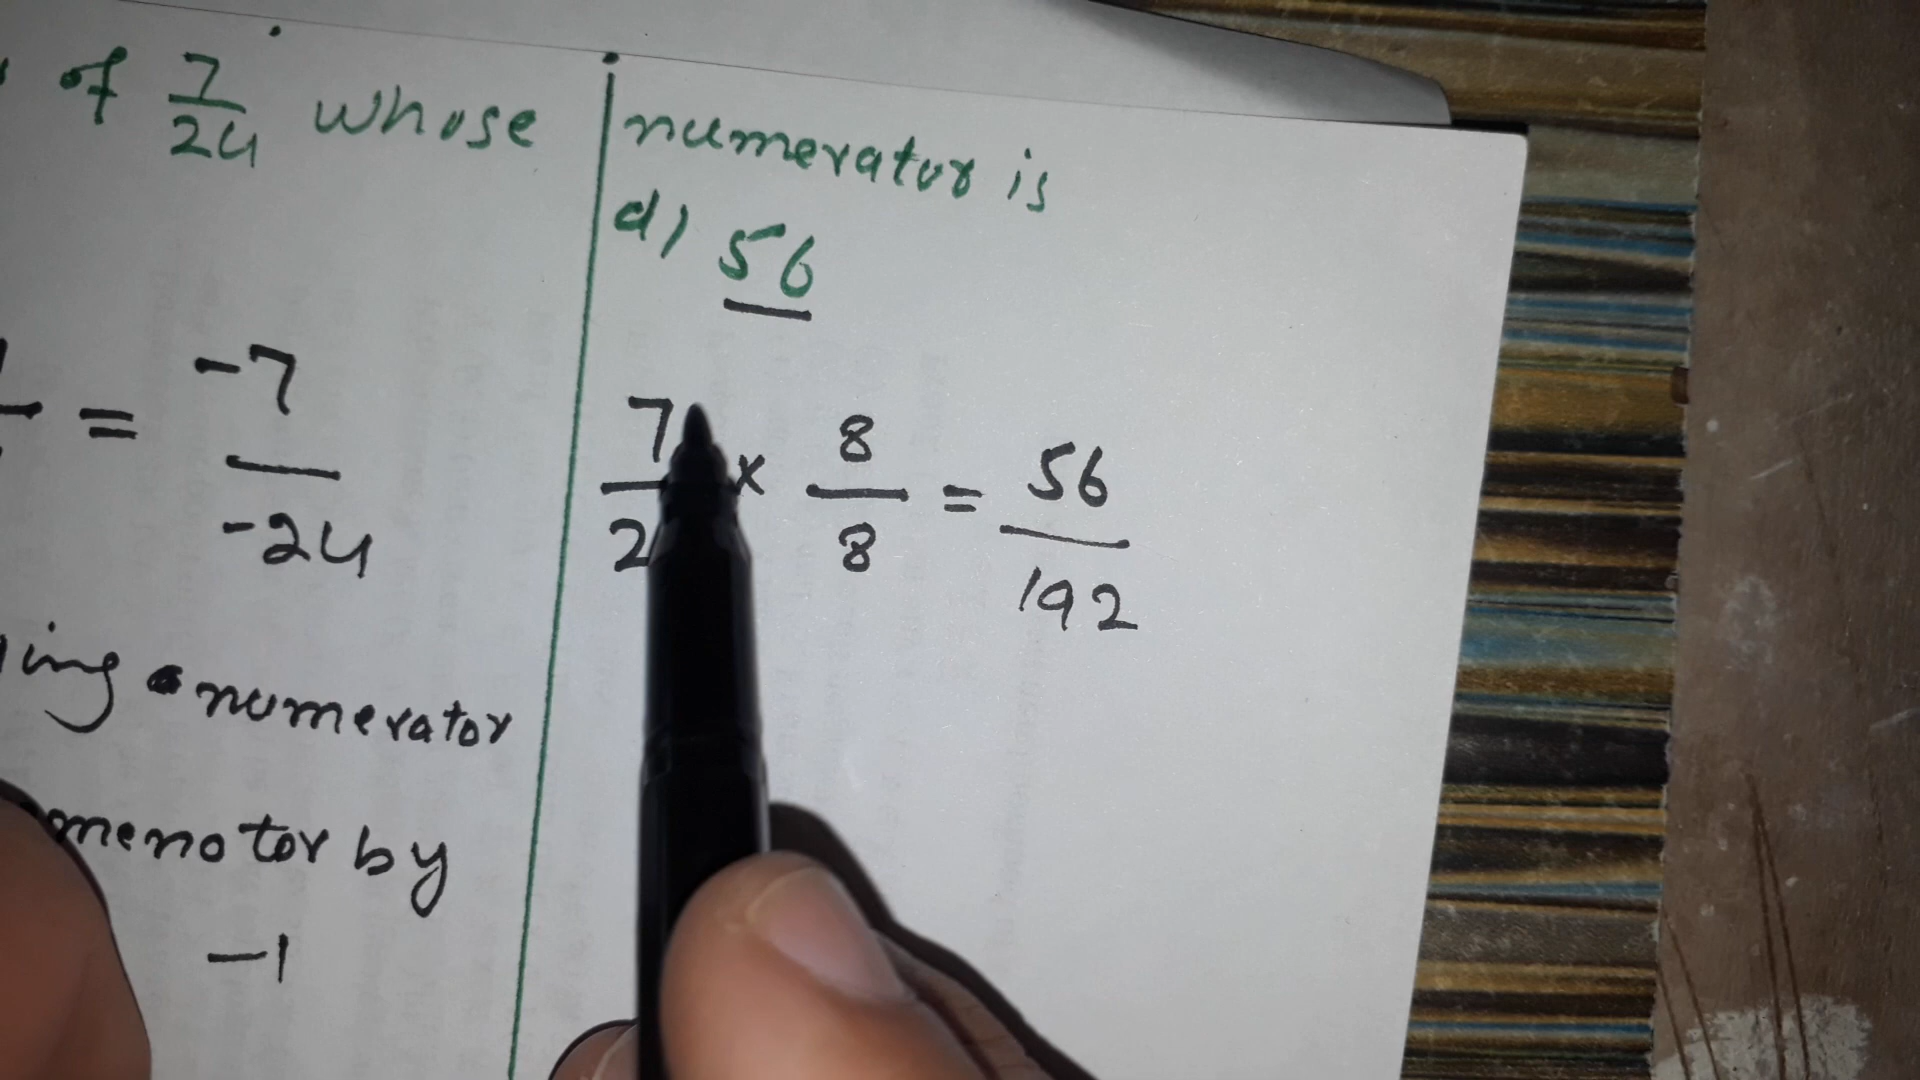 of 7/24 whose numerator is
d) 56
= -7/-24
7/2 × 8/8 = 56/192
ing numerator
menotor by
-1